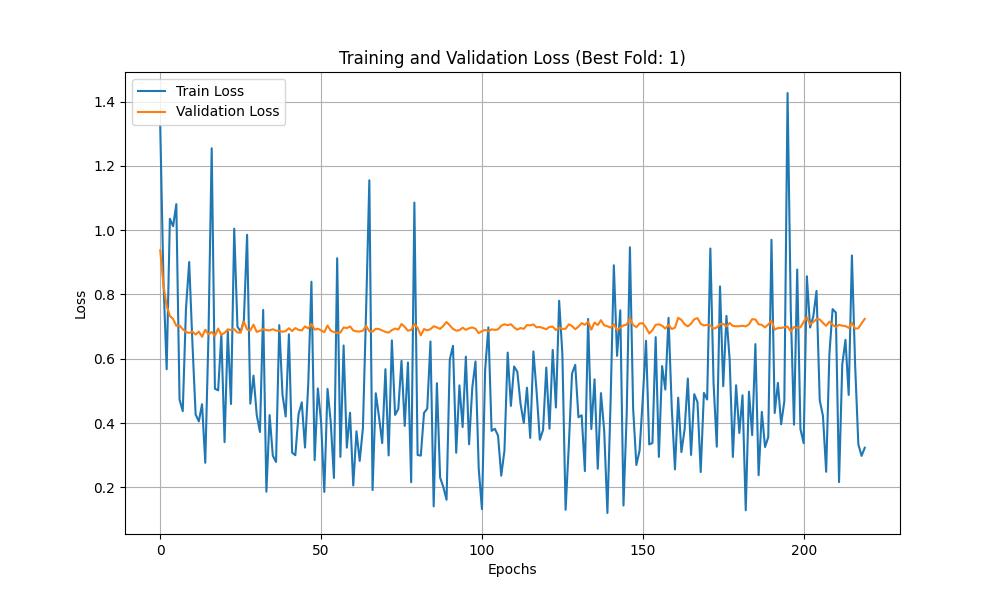 Training and Validation Loss (Best Fold: 1)
Train Loss
Validation Loss
Loss
1.4
1.2
1.0
0.8
0.6
0.4
0.2
0 50 100 150 200
Epochs